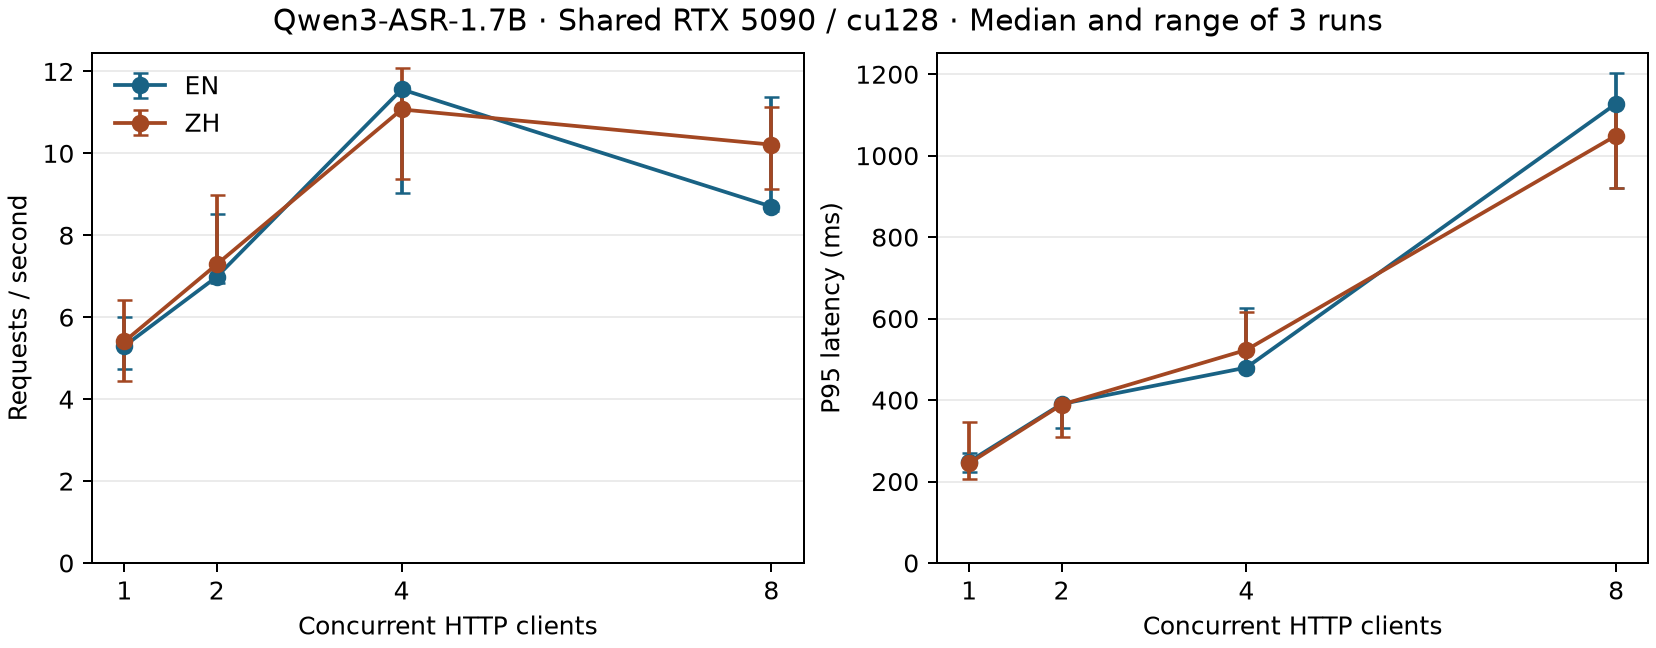 Qwen3-ASR-1.7B · Shared RTX 5090 / cu128 · Median and range of 3 runs
EN
ZH
Requests / second
12
10
8
6
4
2
0
1 2 4 8
Concurrent HTTP clients
P95 latency (ms)
1200
1000
800
600
400
200
0
1 2 4 8
Concurrent HTTP clients